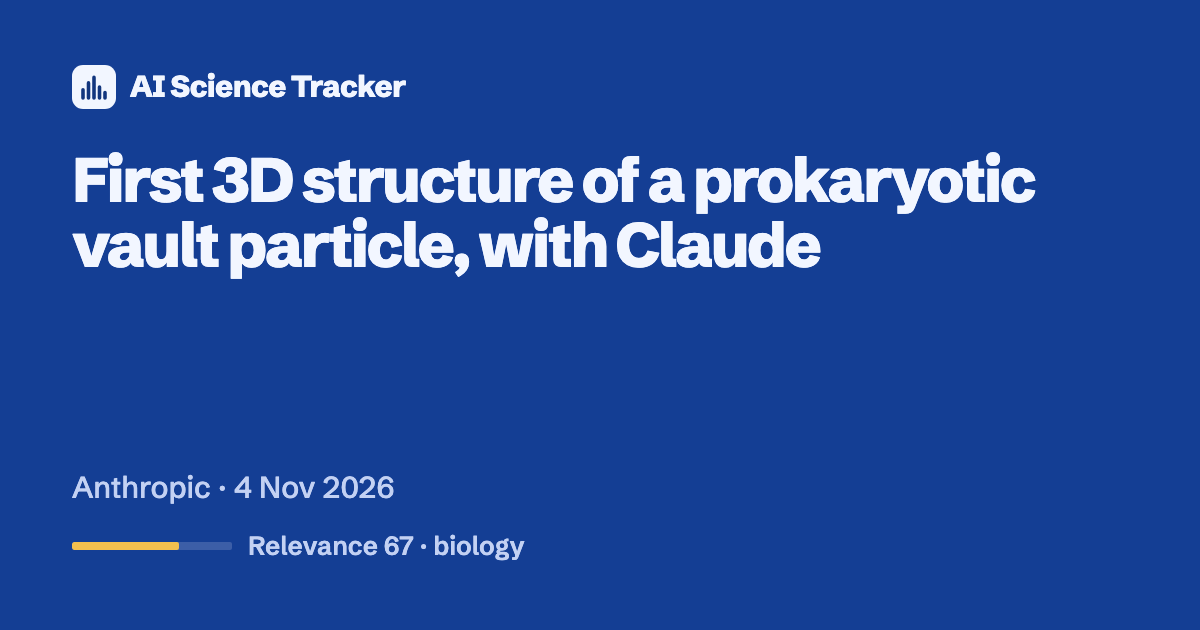 AI Science Tracker
First 3D structure of a prokaryotic
vault particle, with Claude
Anthropic · 4 Nov 2026
Relevance 67 · biology